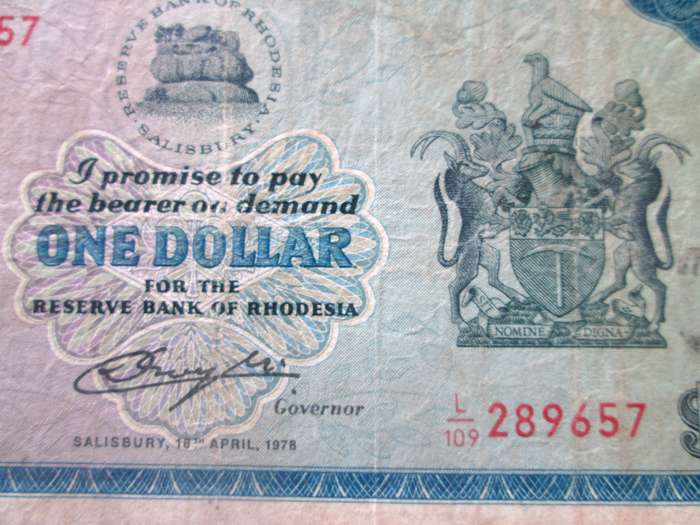 57
RESERVE BANK OF RHODESIA
SALISBURY
I promise to pay
the bearer on demand
ONE DOLLAR
FOR THE
RESERVE BANK OF RHODESIA
Governor
SALISBURY, 18TH APRIL, 1978
NOMINE DIGNA
L/109 289657
$